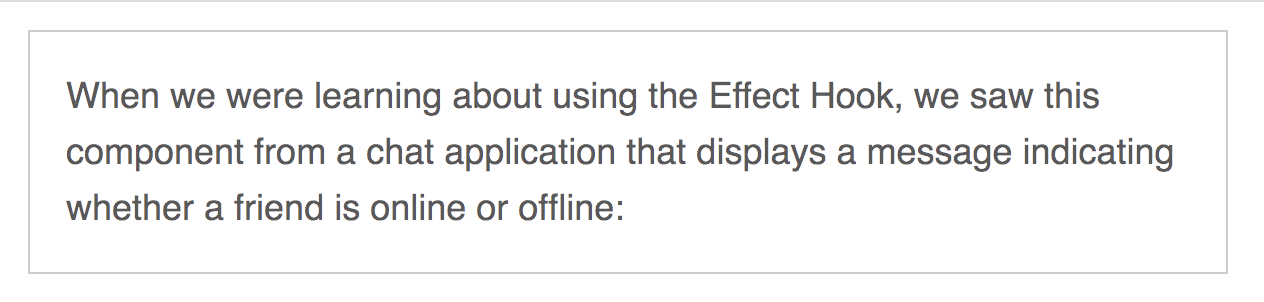 When we were learning about using the Effect Hook, we saw this
component from a chat application that displays a message indicating
whether a friend is online or offline: